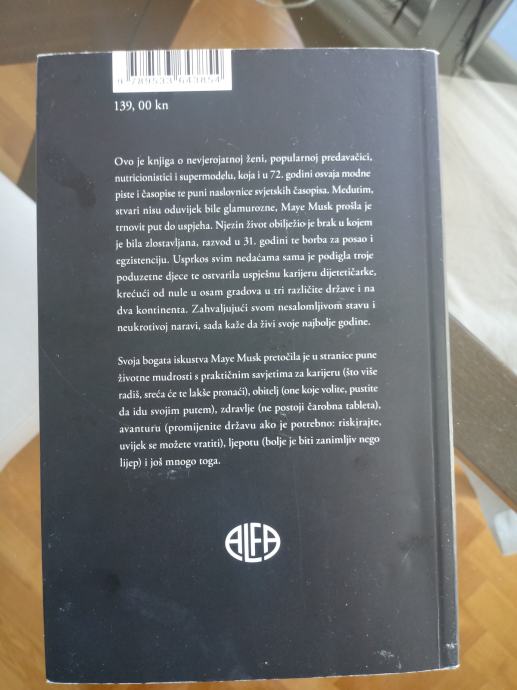 9 789533 643854
139, 00 kn
Ovo je knjiga o nevjerojatnoj ženi, popularnoj predavačici,
nutricionistici i supermodelu, koja i u 72. godini osvaja modne
piste i časopise te puni naslovnice svjetskih časopisa. Međutim,
stvari nisu oduvijek bile glamurozne, Maye Musk prošla je
trnovit put do uspjeha. Njezin život obilježio je brak u kojem
je bila zlostavljana, razvod u 31. godini te borba za posao i
egzistenciju. Usprkos svim nedaćama sama je podigla troje
poduzetne djece te ostvarila uspješnu karijeru dijetetičarke,
krećući od nule u osam gradova u tri različite države i na
dva kontinenta. Zahvaljujući svom nesalomljivom stavu i
neukrotivoj naravi, sada kaže da živi svoje najbolje godine.
Svoja bogata iskustva Maye Musk pretočila je u stranice pune
životne mudrosti s praktičnim savjetima za karijeru (što više
radiš, sreća će te lakše pronaći), obitelj (one koje volite, pustite
da idu svojim putem), zdravlje (ne postoji čarobna tableta),
avanturu (promijenite državu ako je potrebno: riskirajte,
uvijek se možete vratiti), ljepotu (bolje je biti zanimljiv nego
lijep) i još mnogo toga.
ALFA